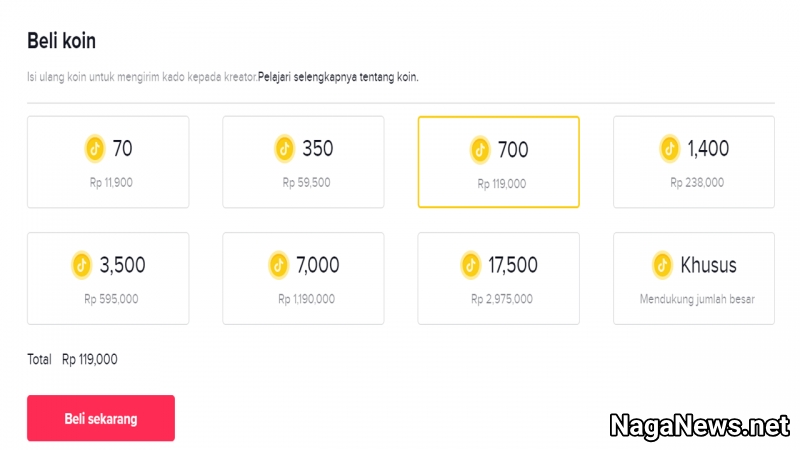 Beli koin
Isi ulang koin untuk mengirim kado kepada kreator.Pelajari selengkapnya tentang koin.
70
Rp 11,900
350
Rp 59,500
700
Rp 119,000
1,400
Rp 238,000
3,500
Rp 595,000
7,000
Rp 1,190,000
17,500
Rp 2,975,000
Khusus
Mendukung jumlah besar
Total Rp 119,000
Beli sekarang
NagaNews.net